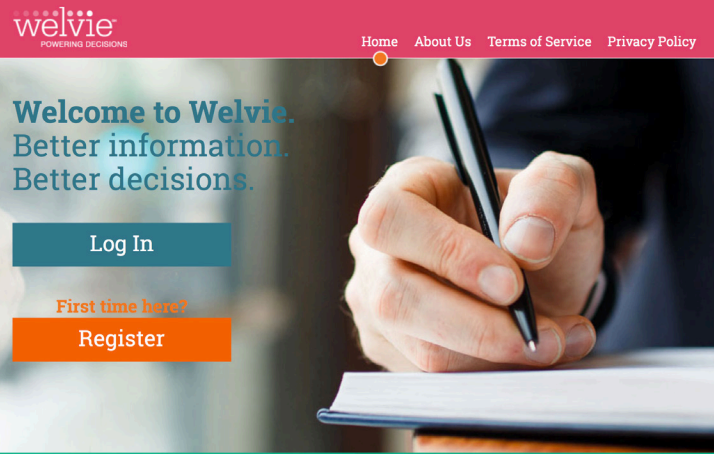 welvie
POWERING DECISIONS
Home About Us Terms of Service Privacy Policy
Welcome to Welvie.
Better information.
Better decisions.
Log In
First time here?
Register